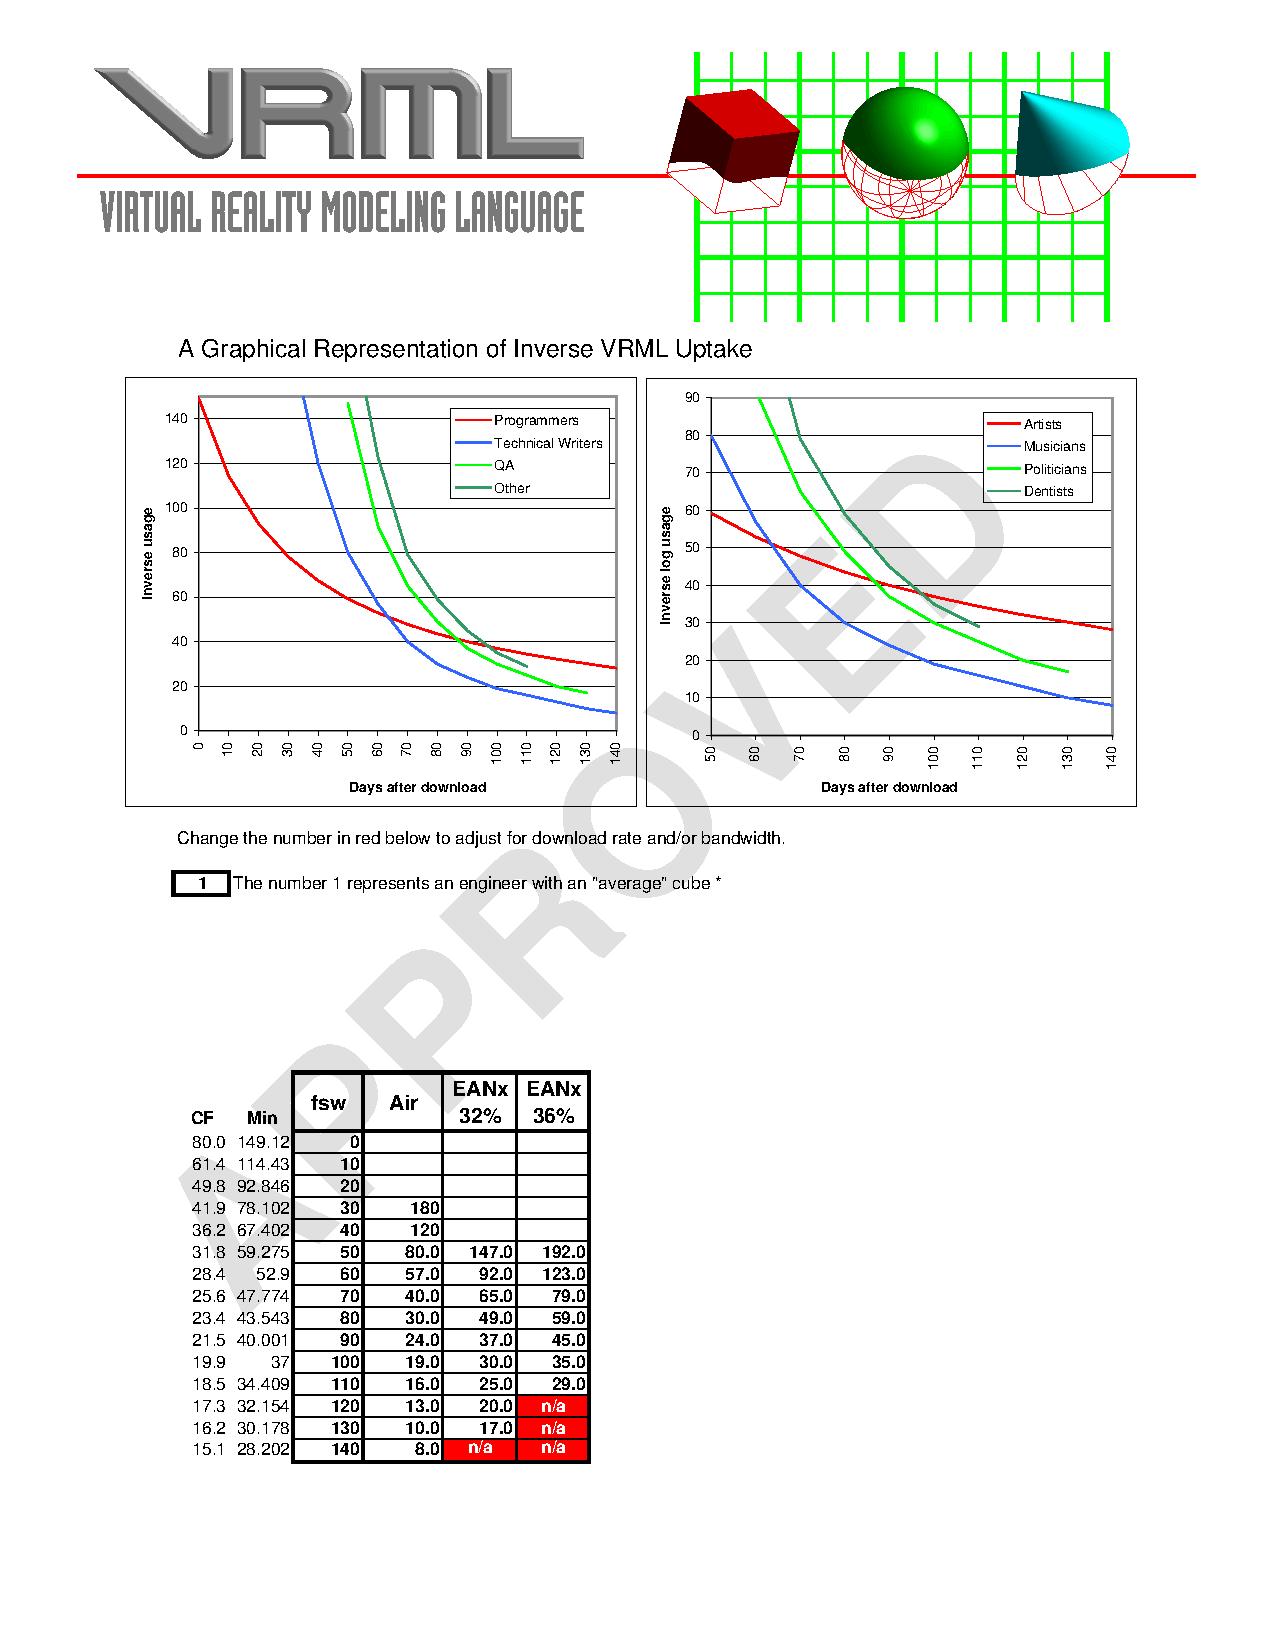 VRML
VIRTUAL REALITY MODELING LANGUAGE
A Graphical Representation of Inverse VRML Uptake
Inverse usage
140
120
100
80
60
40
20
0
Programmers
Technical Writers
QA
Other
0 10 20 30 40 50 60 70 80 90 100 110 120 130 140
Days after download
Inverse log usage
90
80
70
60
50
40
30
20
10
0
Artists
Musicians
Politicians
Dentists
50 60 70 80 90 100 110 120 130 140
Days after download
Change the number in red below to adjust for download rate and/or bandwidth.
1 The number 1 represents an engineer with an "average" cube *
APPROVED
CF Min fsw Air EANx 32% EANx 36%
80.0 149.12 0
61.4 114.43 10
49.8 92.846 20
41.9 78.102 30 180
36.2 67.402 40 120
31.8 59.275 50 80.0 147.0 192.0
28.4 52.9 60 57.0 92.0 123.0
25.6 47.774 70 40.0 65.0 79.0
23.4 43.543 80 30.0 49.0 59.0
21.5 40.001 90 24.0 37.0 45.0
19.9 37 100 19.0 30.0 35.0
18.5 34.409 110 16.0 25.0 29.0
17.3 32.154 120 13.0 20.0 n/a
16.2 30.178 130 10.0 17.0 n/a
15.1 28.202 140 8.0 n/a n/a